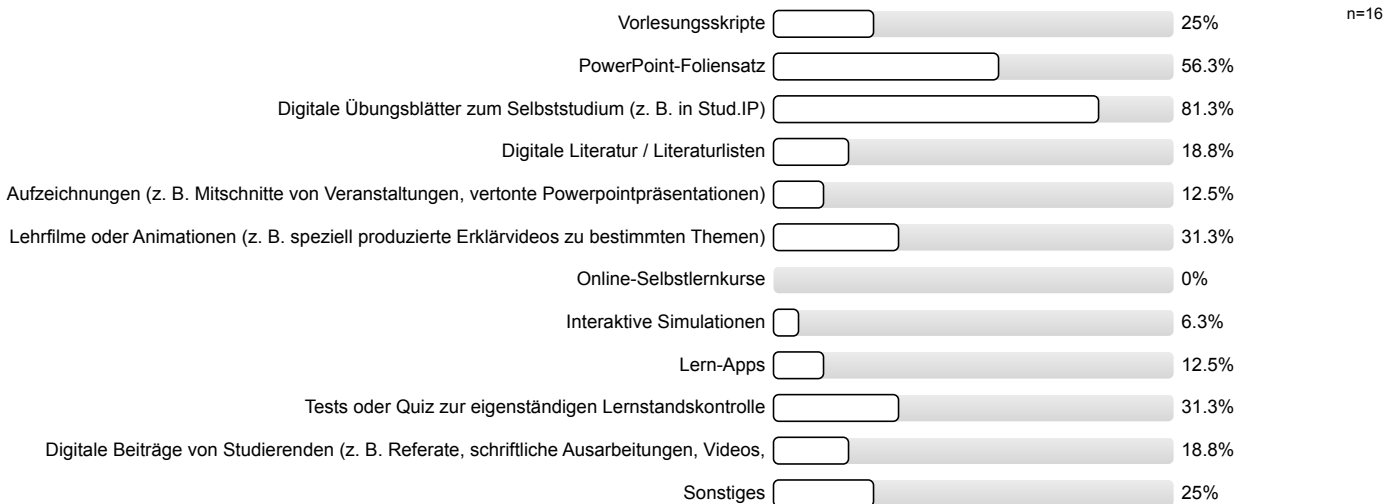 Vorlesungsskripte 25% n=16
PowerPoint-Foliensatz 56.3%
Digitale Übungsblätter zum Selbststudium (z. B. in Stud.IP) 81.3%
Digitale Literatur / Literaturlisten 18.8%
Aufzeichnungen (z. B. Mitschnitte von Veranstaltungen, vertonte Powerpointpräsentationen) 12.5%
Lehrfilme oder Animationen (z. B. speziell produzierte Erklärvideos zu bestimmten Themen) 31.3%
Online-Selbstlernkurse 0%
Interaktive Simulationen 6.3%
Lern-Apps 12.5%
Tests oder Quiz zur eigenständigen Lernstandskontrolle 31.3%
Digitale Beiträge von Studierenden (z. B. Referate, schriftliche Ausarbeitungen, Videos, 18.8%
Sonstiges 25%